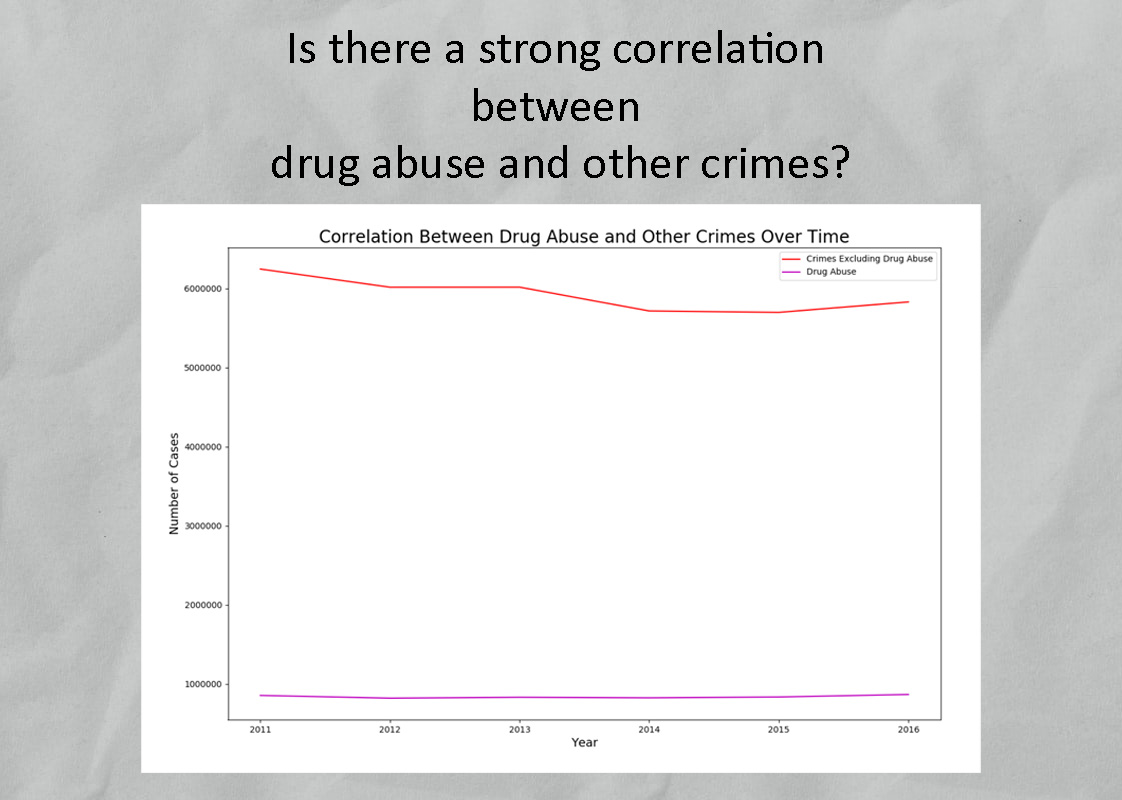 Is there a strong correlation
between
drug abuse and other crimes?
Correlation Between Drug Abuse and Other Crimes Over Time
Crimes Excluding Drug Abuse
Drug Abuse
6000000
5000000
4000000
3000000
2000000
1000000
Number of Cases
2011 2012 2013 2014 2015 2016
Year